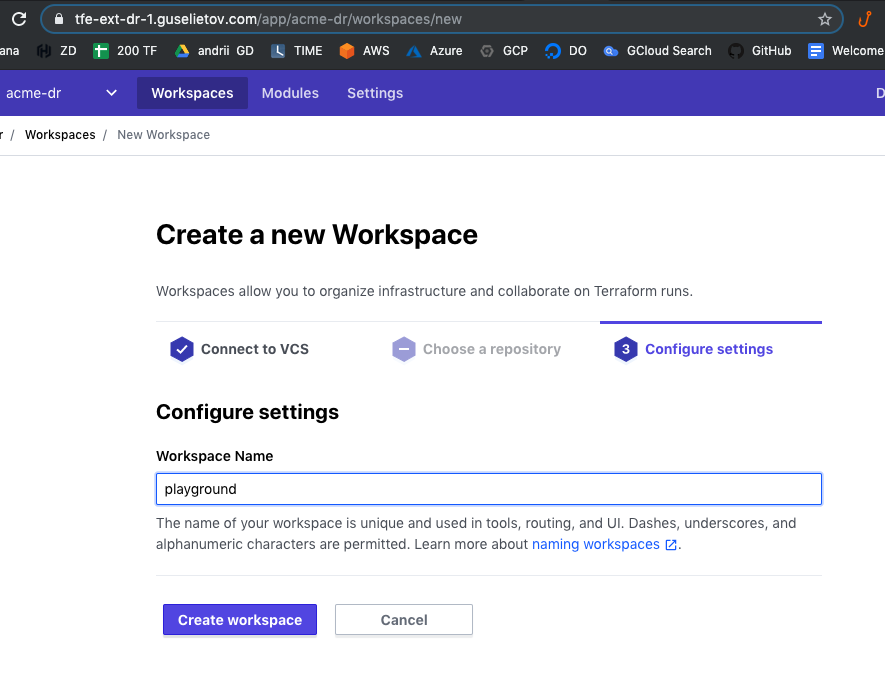 tfe-ext-dr-1.guselietov.com/app/acme-dr/workspaces/new
ana ZD 200 TF andrii GD TIME AWS Azure GCP DO GCloud Search GitHub Welcome
acme-dr Workspaces Modules Settings D
r / Workspaces / New Workspace
Create a new Workspace
Workspaces allow you to organize infrastructure and collaborate on Terraform runs.
Connect to VCS Choose a repository 3 Configure settings
Configure settings
Workspace Name
playground
The name of your workspace is unique and used in tools, routing, and UI. Dashes, underscores, and
alphanumeric characters are permitted. Learn more about naming workspaces.
Create workspace Cancel